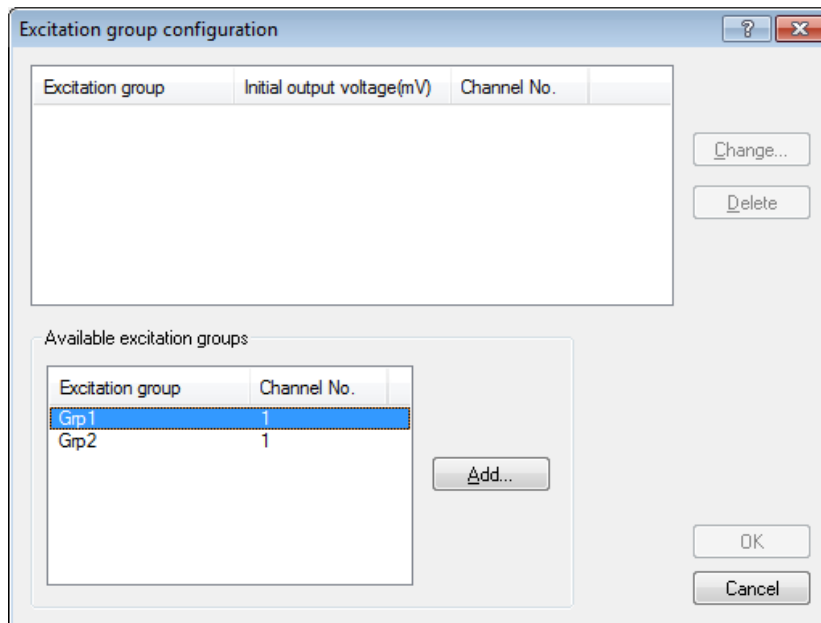 Excitation group configuration
Excitation group Initial output voltage(mV) Channel No.
Change...
Delete
Available excitation groups
Excitation group Channel No.
Grp1 1
Grp2 1
Add...
OK
Cancel